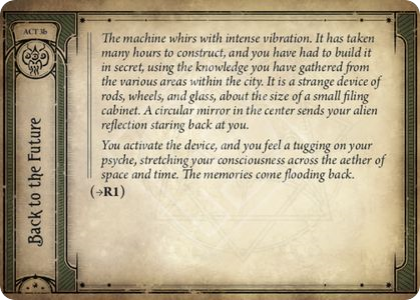 ACT 3b
Back to the Future
The machine whirs with intense vibration. It has taken
many hours to construct, and you have had to build it
in secret, using the knowledge you have gathered from
the various areas within the city. It is a strange device of
rods, wheels, and glass, about the size of a small filing
cabinet. A circular mirror in the center sends your alien
reflection staring back at you.
You activate the device, and you feel a tugging on your
psyche, stretching your consciousness across the aether of
space and time. The memories come flooding back.
(→R1)